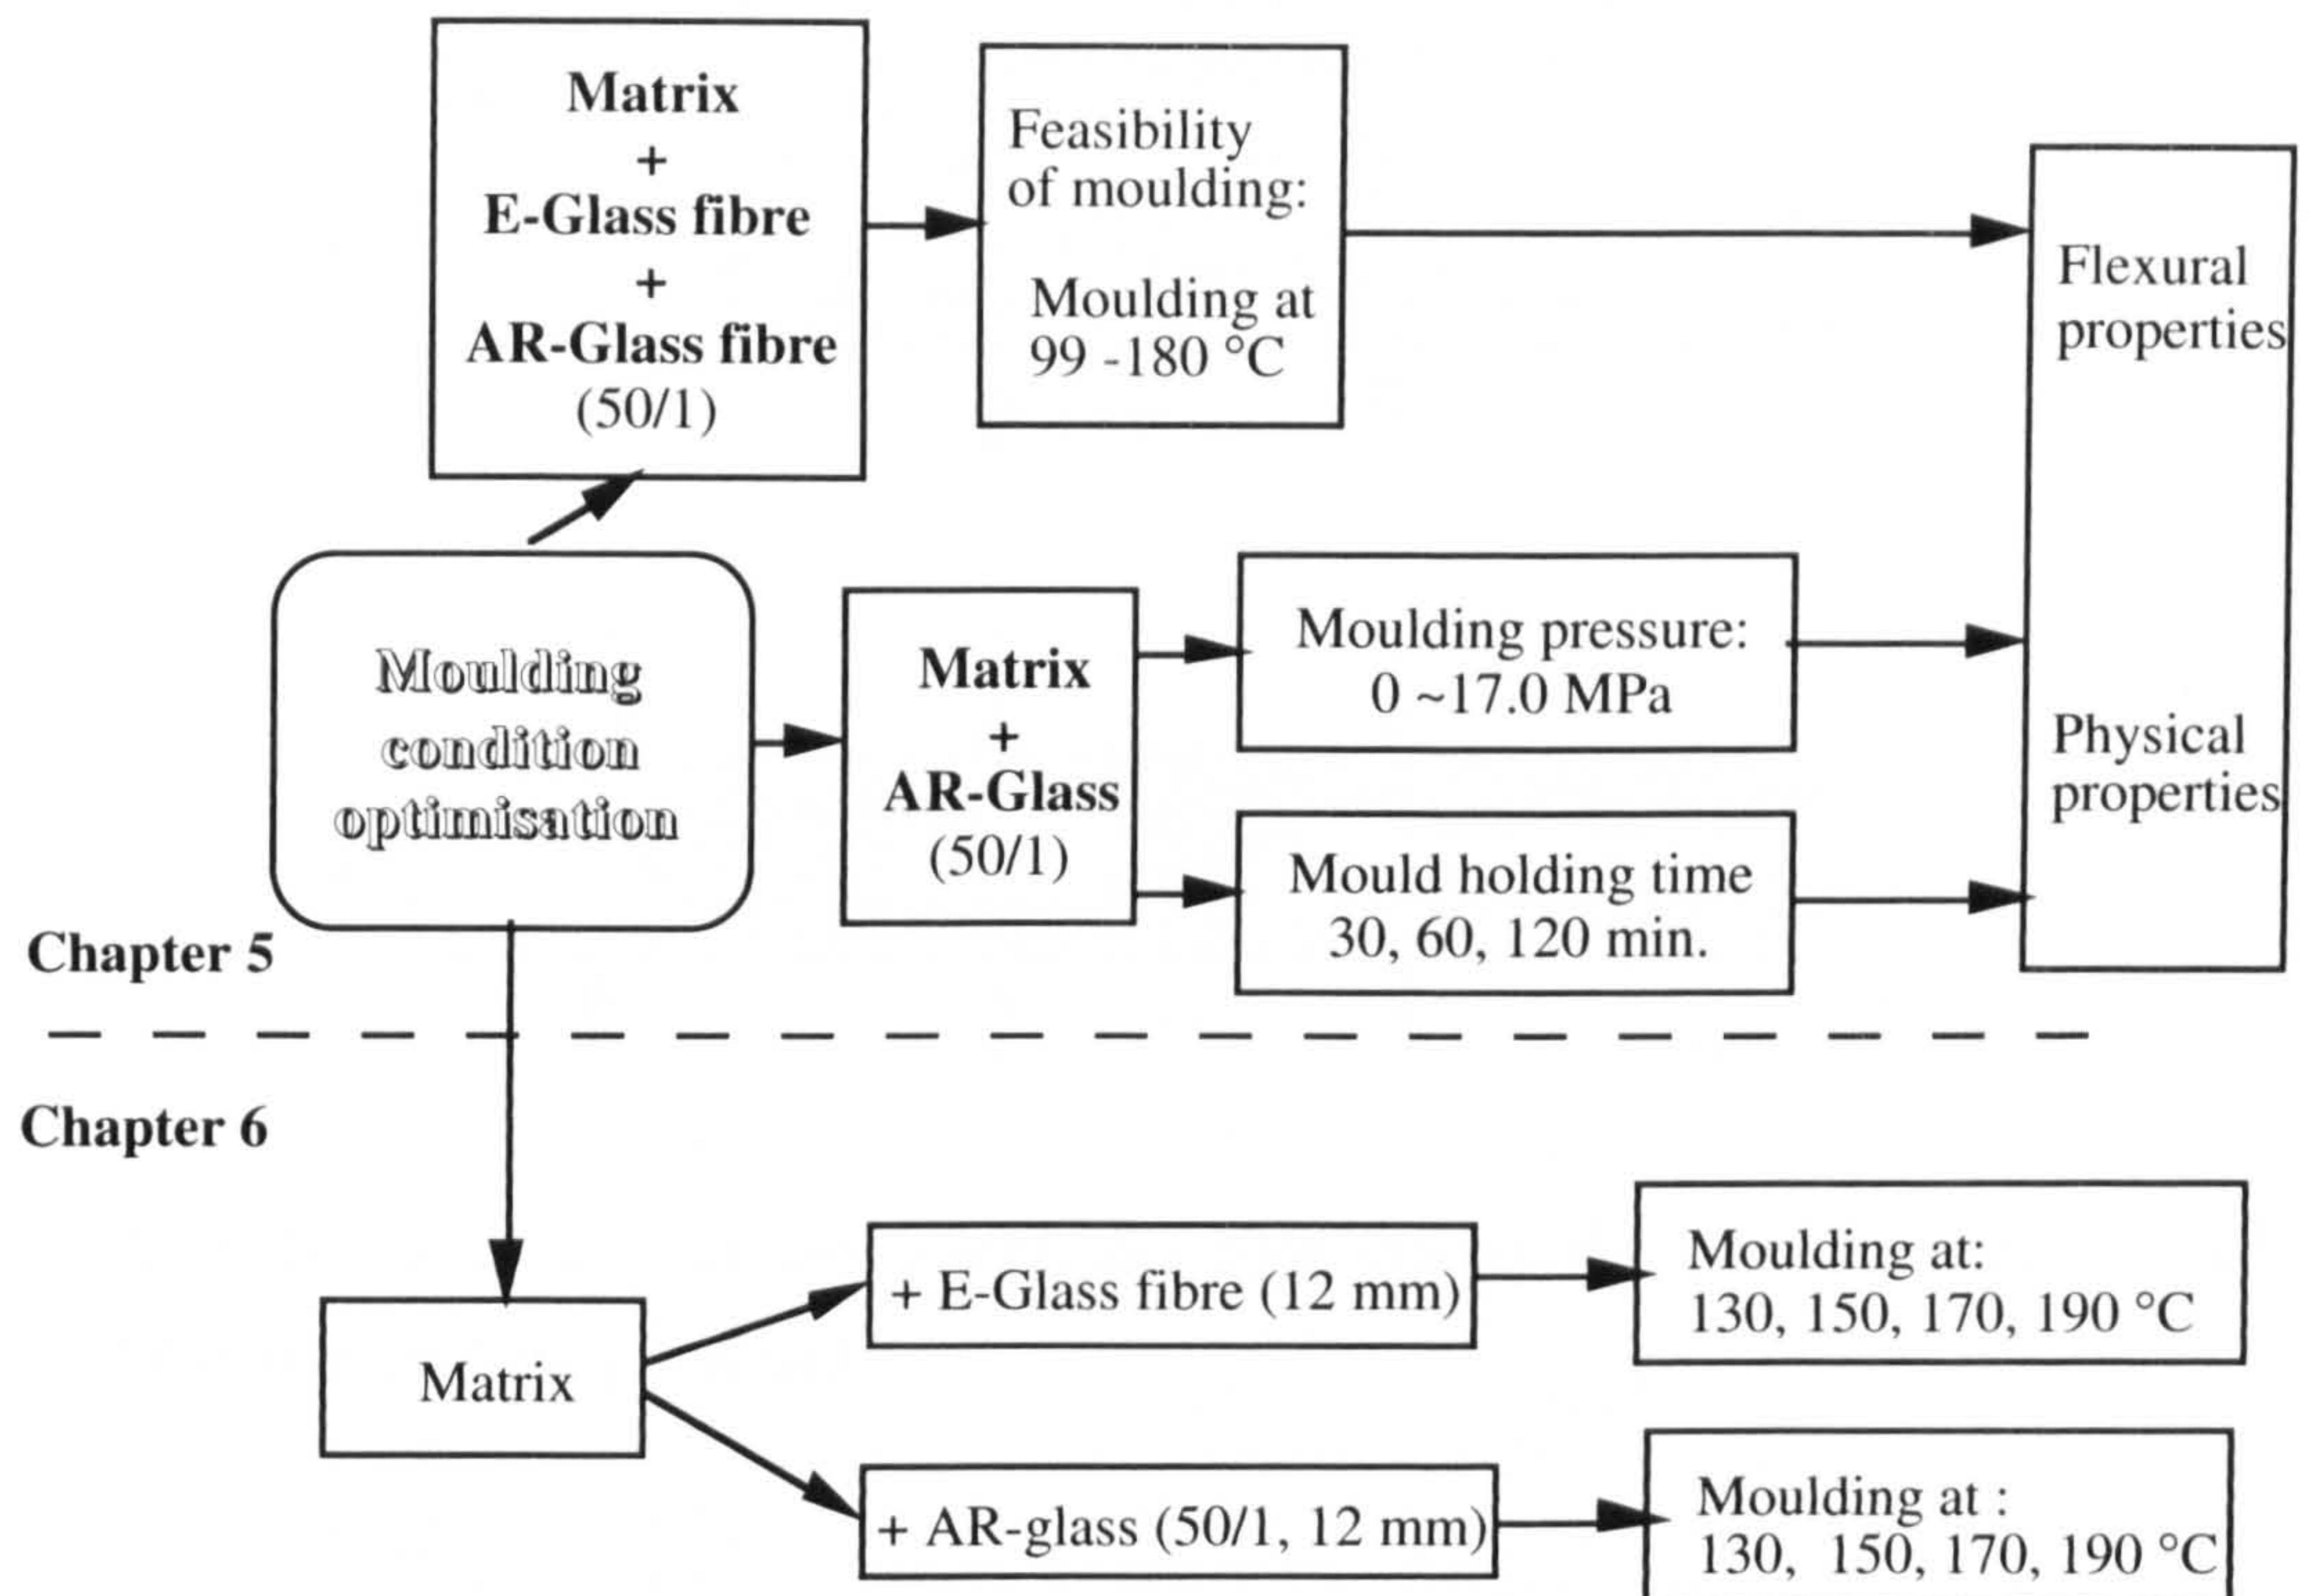 Matrix
+
E-Glass fibre
+
AR-Glass fibre
(50/1)
Feasibility
of moulding:
Moulding at
99 -180 °C
Flexural
properties
Physical
properties
Moulding
condition
optimisation
Matrix
+
AR-Glass
(50/1)
Moulding pressure:
0 ~17.0 MPa
Mould holding time
30, 60, 120 min.
Chapter 5
Chapter 6
Matrix
+ E-Glass fibre (12 mm)
Moulding at:
130, 150, 170, 190 °C
+ AR-glass (50/1, 12 mm)
Moulding at :
130, 150, 170, 190 °C